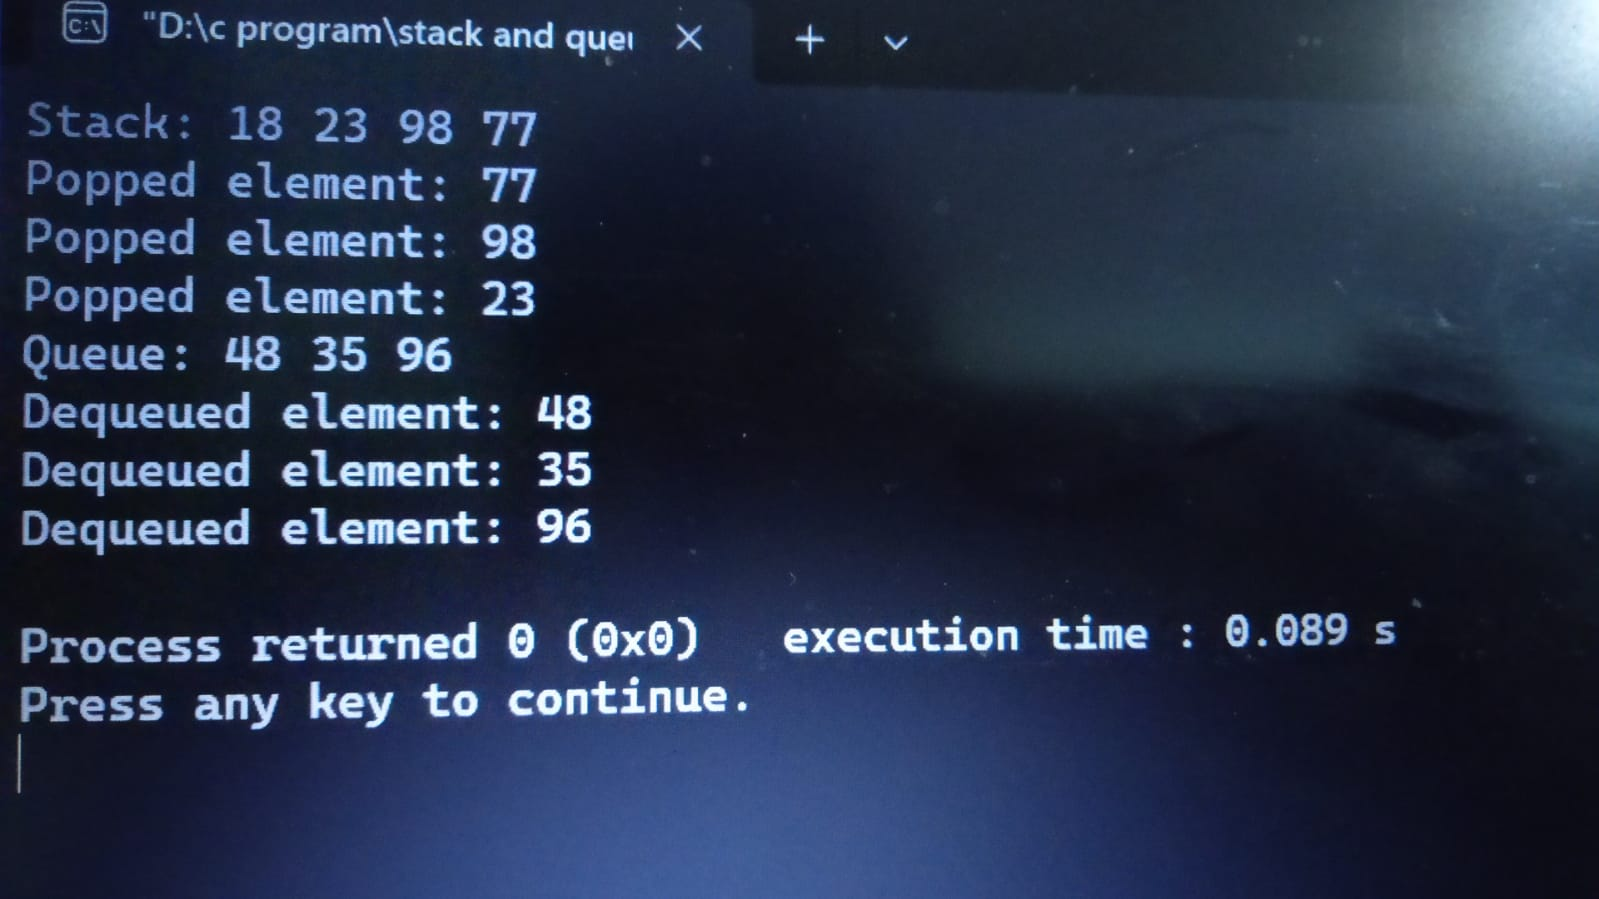 "D:\c program\stack and que
Stack: 18 23 98 77
Popped element: 77
Popped element: 98
Popped element: 23
Queue: 48 35 96
Dequeued element: 48
Dequeued element: 35
Dequeued element: 96
Process returned 0 (0x0)   execution time : 0.089 s
Press any key to continue.